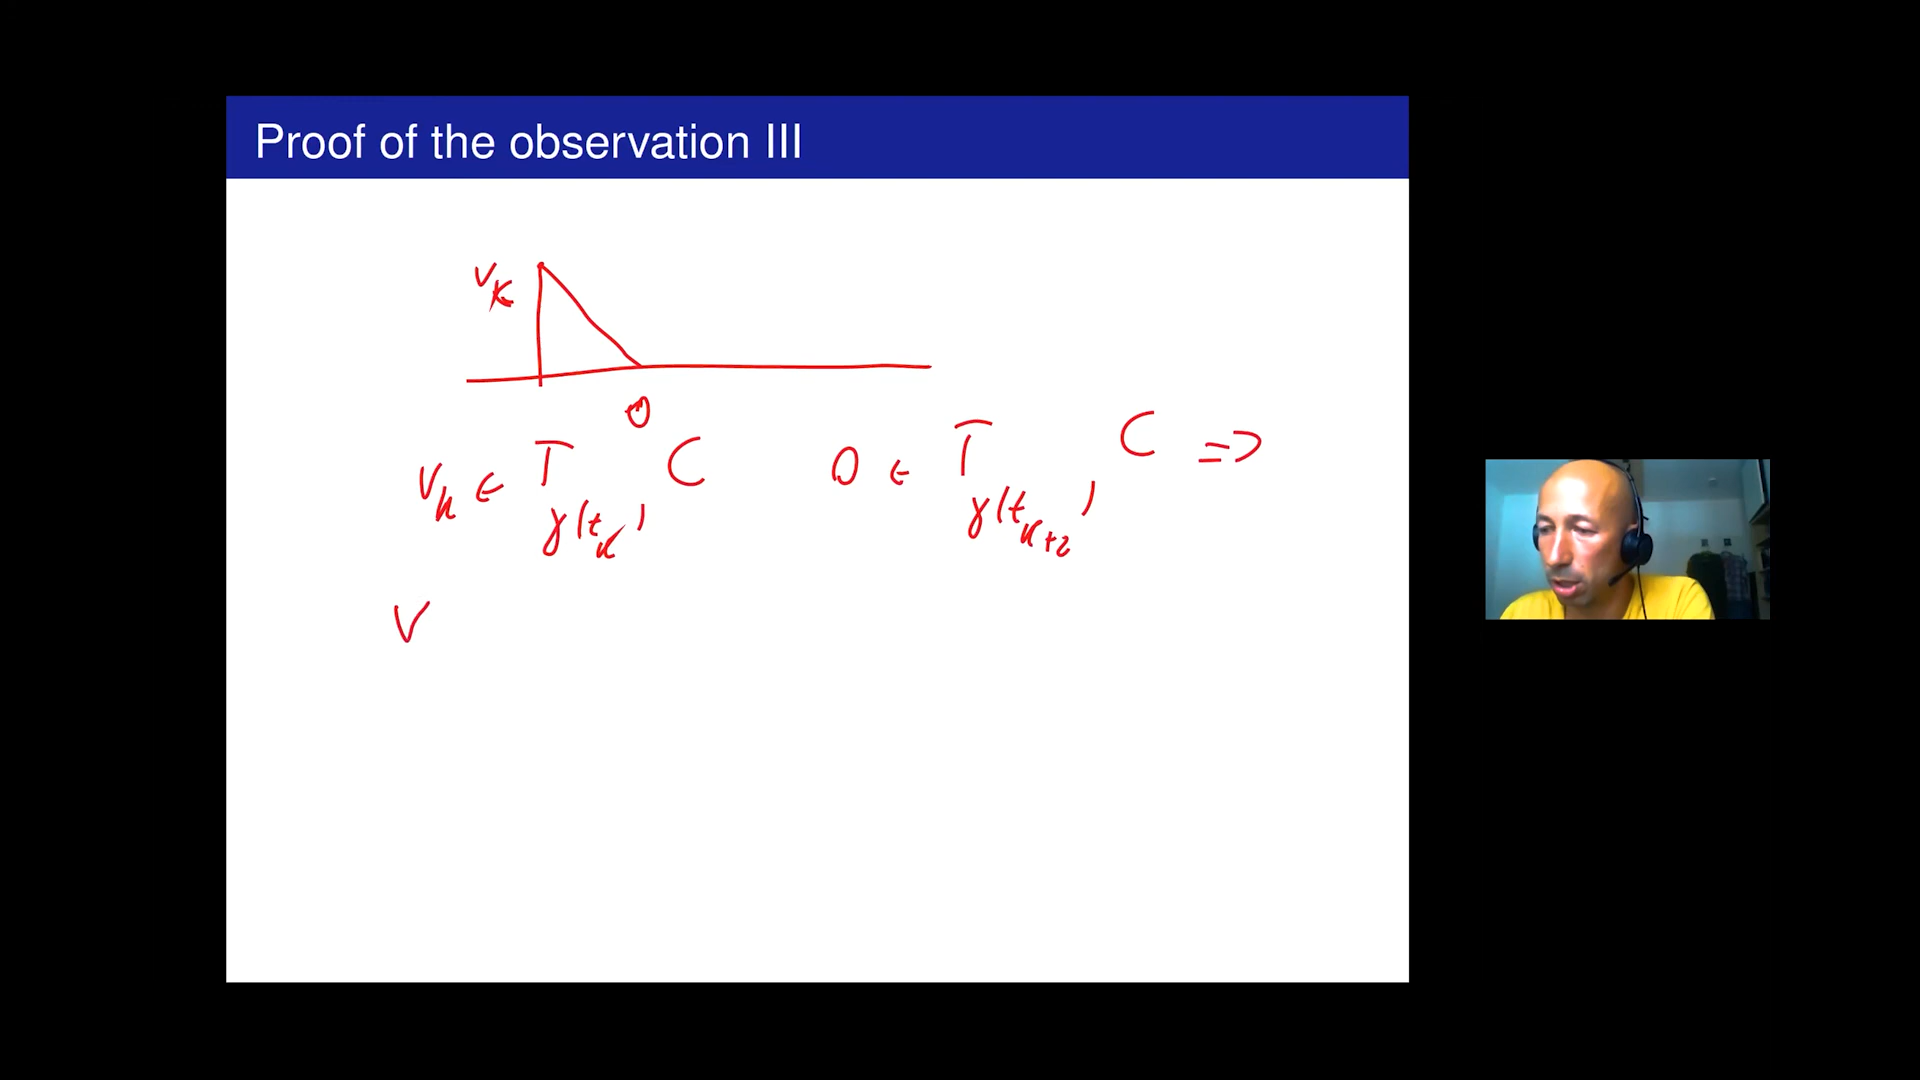 Proof of the observation III
v_k
0
v_k ∈ T_γ(t_k) C 0 ∈ T_γ(t_k+2) C =>
V